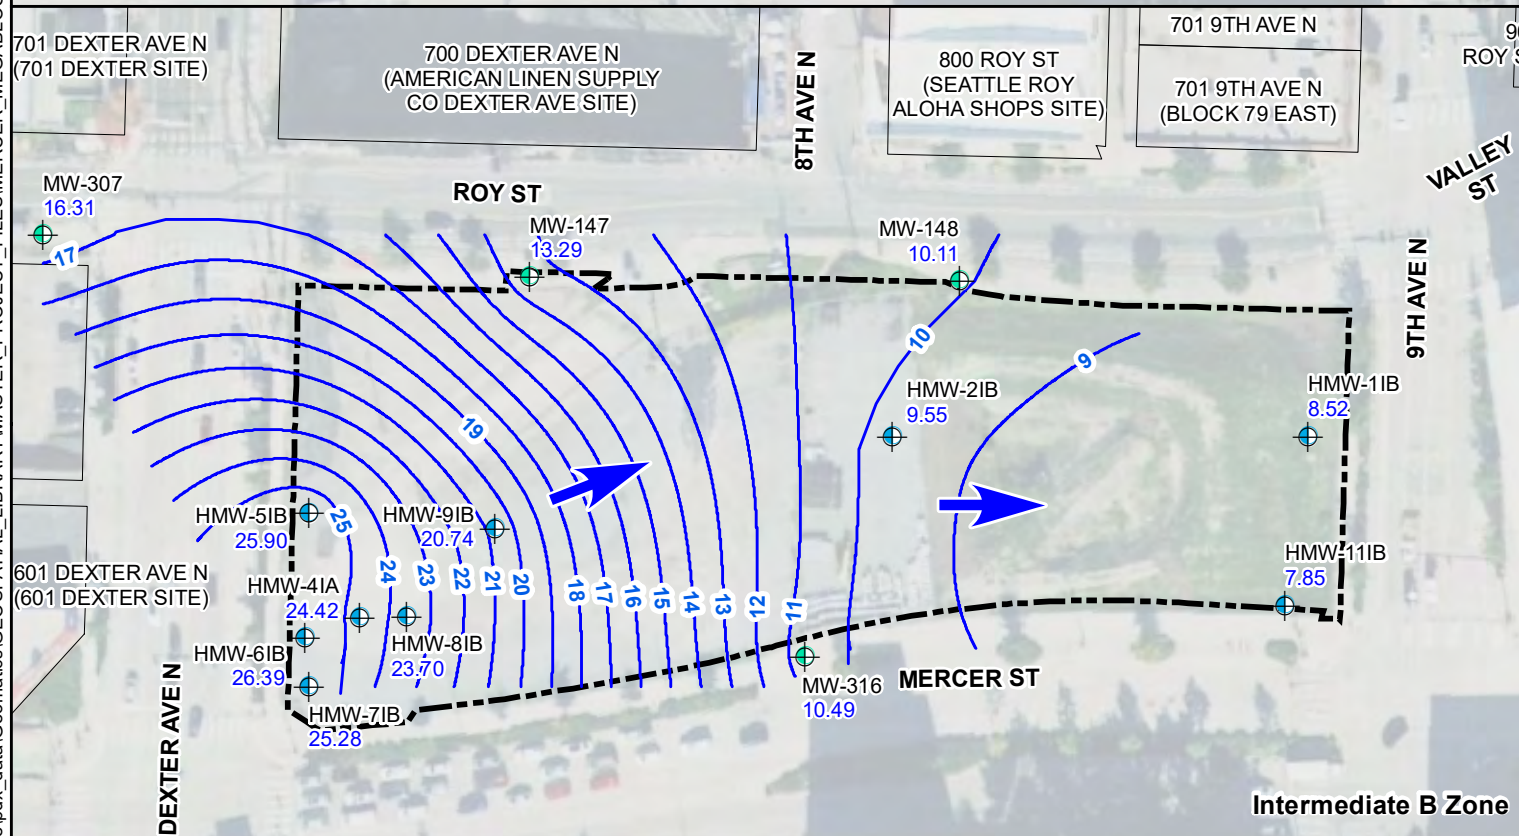 701 DEXTER AVE N
(701 DEXTER SITE)
700 DEXTER AVE N
(AMERICAN LINEN SUPPLY
CO DEXTER AVE SITE)
8TH AVE N
800 ROY ST
(SEATTLE ROY
ALOHA SHOPS SITE)
701 9TH AVE N
701 9TH AVE N
(BLOCK 79 EAST)
ROY
VALLEY
ST
MW-307
16.31
ROY ST
MW-147
13.29
MW-148
10.11
9TH AVE N
17
10
9
HMW-2IB
9.55
HMW-1IB
8.52
19
HMW-5IB
25.90
25
HMW-9IB
20.74
HMW-11IB
7.85
601 DEXTER AVE N
(601 DEXTER SITE)
HMW-4IA
24.42
24
23
22
21
20
18
17
16
15
14
13
12
11
HMW-6IB
26.39
HMW-8IB
23.70
HMW-7IB
25.28
MW-316
10.49
MERCER ST
DEXTER AVE N
Intermediate B Zone